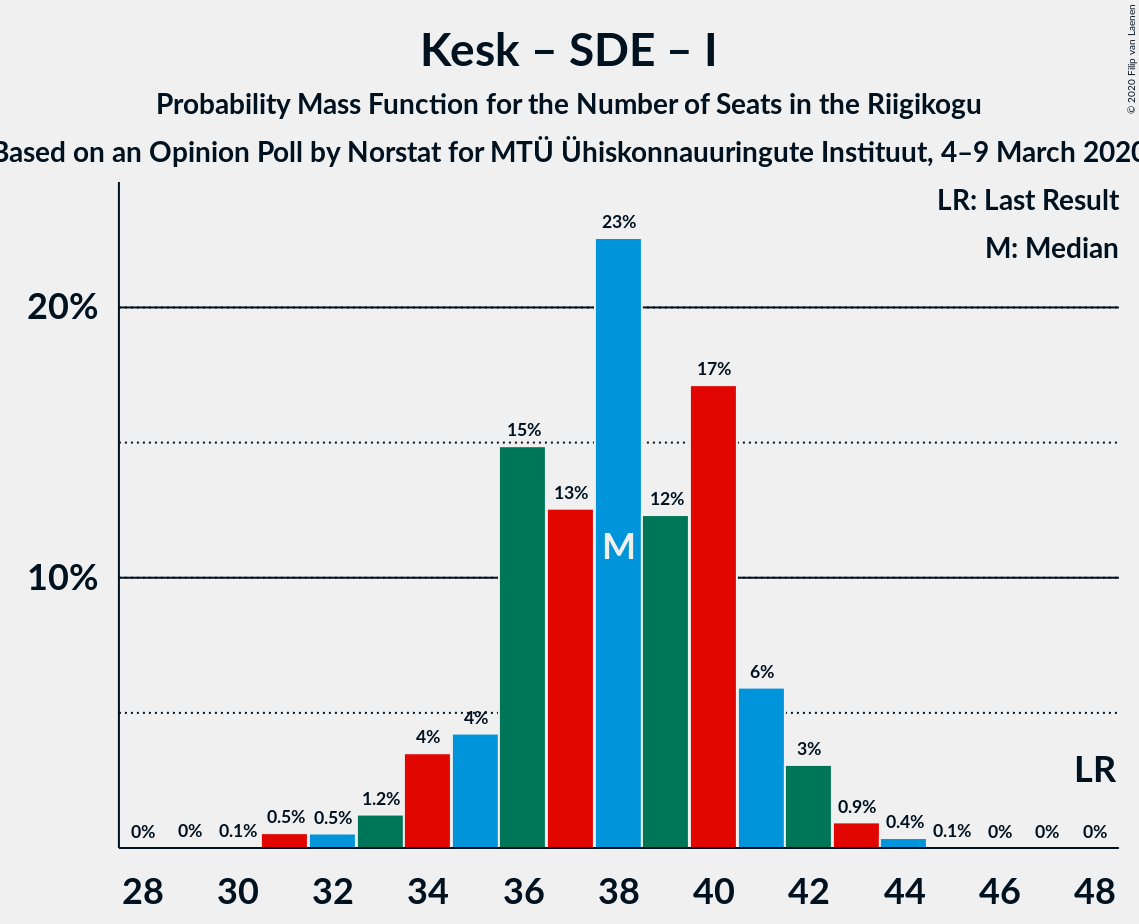 © 2020 Filip van Laenen
Kesk – SDE – I
Probability Mass Function for the Number of Seats in the Riigikogu
Based on an Opinion Poll by Norstat for MTÜ Ühiskonnauuringute Instituut, 4–9 March 2020
LR: Last Result
M: Median
20%
10%
0% 0% 0.1% 0.5% 0.5% 1.2% 4% 4% 15% 13% 23% 12% 17% 6% 3% 0.9% 0.4% 0.1% 0% 0% 0%
M
LR
28 30 32 34 36 38 40 42 44 46 48